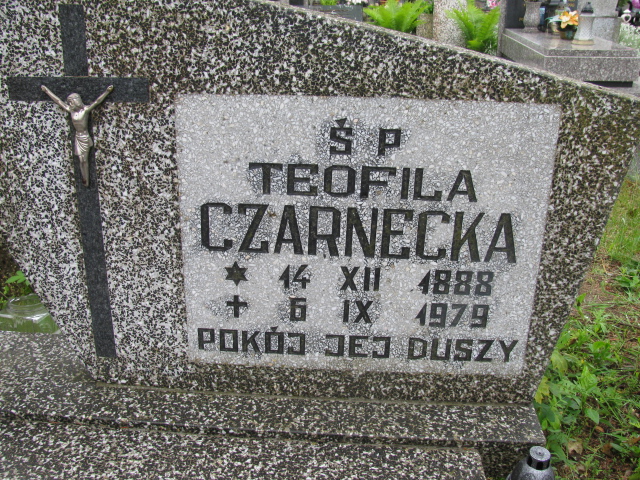 Ś P
TEOFILA
CZARNECKA
14 XII 1888
6 IX 1979
POKÓJ JEJ DUSZY